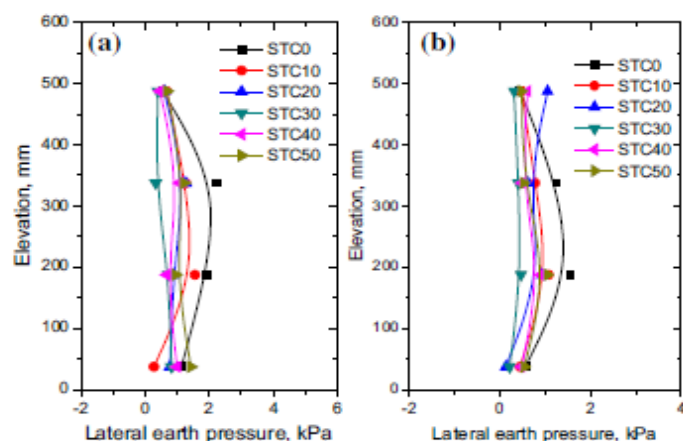 600
500
400
300
200
100
0
Elevation, mm
(a)
STC0
STC10
STC20
STC30
STC40
STC50
-2 0 2 4 6
Lateral earth pressure, kPa
600
500
400
300
200
100
0
Elevation, mm
(b)
STC0
STC10
STC20
STC30
STC40
STC50
-2 0 2 4
Lateral earth pressure, kPa